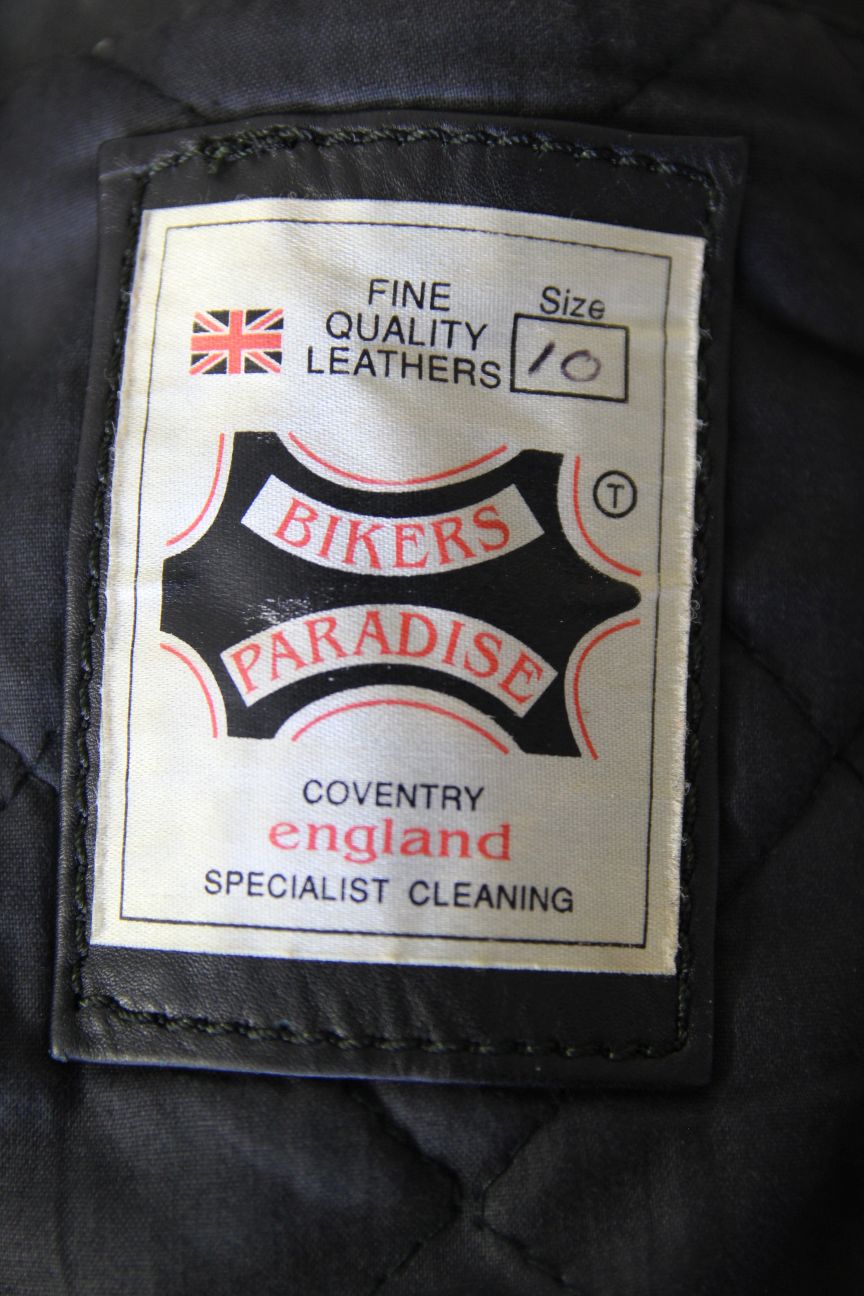 FINE
QUALITY
LEATHERS
Size
10
BIKERS
T
PARADISE
COVENTRY
england
SPECIALIST CLEANING